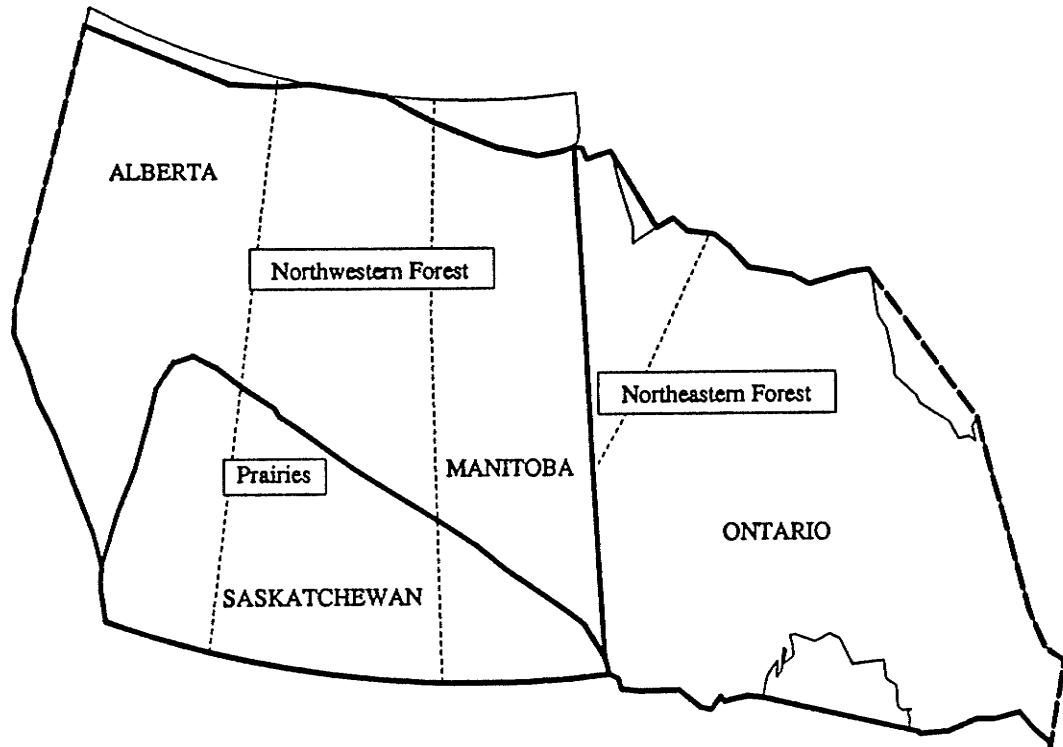 ALBERTA
Northwestern Forest
Northeastern Forest
Prairies
MANITOBA
ONTARIO
SASKATCHEWAN